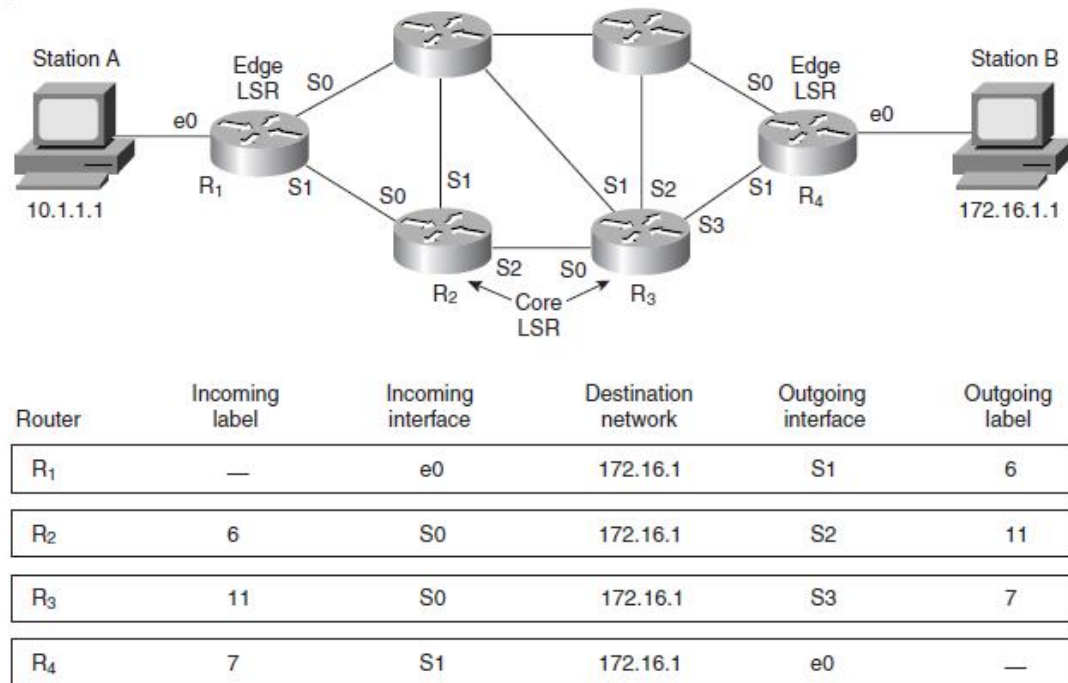 Station A
Edge
LSR
S0
S0
Edge
LSR
Station B
e0
e0
R1
S1
S0
S1
S1
S2
S1
R4
10.1.1.1
172.16.1.1
S3
S2
S0
R2
R3
Core
LSR
Router
Incoming
label
Incoming
interface
Destination
network
Outgoing
interface
Outgoing
label
R1 — e0 172.16.1 S1 6
R2 6 S0 172.16.1 S2 11
R3 11 S0 172.16.1 S3 7
R4 7 S1 172.16.1 e0 —